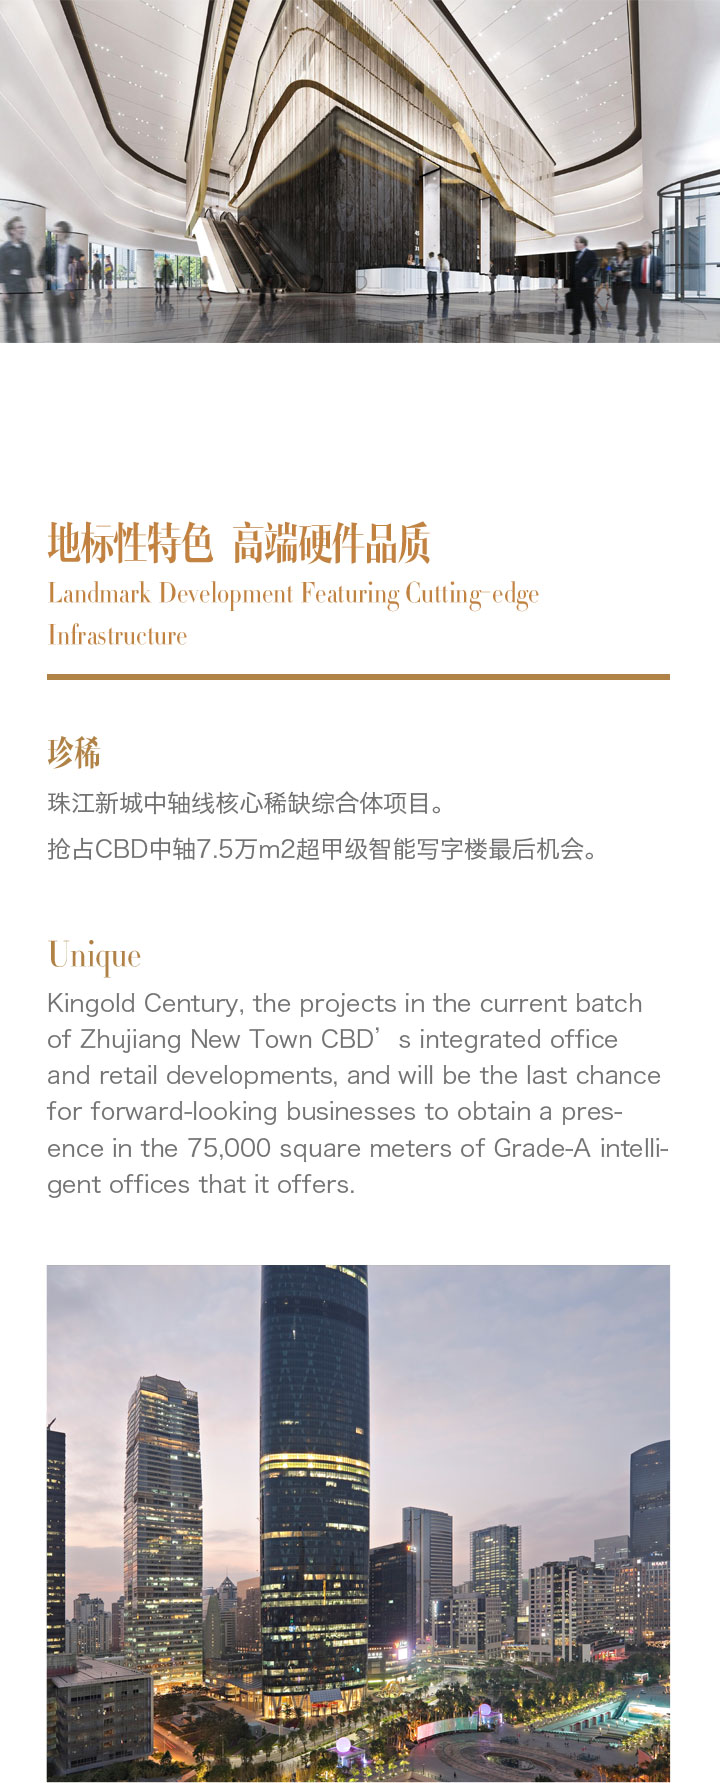 地标性特色 高端硬件品质
Landmark Development Featuring Cutting-edge
Infrastructure
珍稀
珠江新城中轴线核心稀缺综合体项目。
抢占CBD中轴7.5万m2超甲级智能写字楼最后机会。
Unique
Kingold Century, the projects in the current batch
of Zhujiang New Town CBD’s integrated office
and retail developments, and will be the last chance
for forward-looking businesses to obtain a pres-
ence in the 75,000 square meters of Grade-A intelli-
gent offices that it offers.